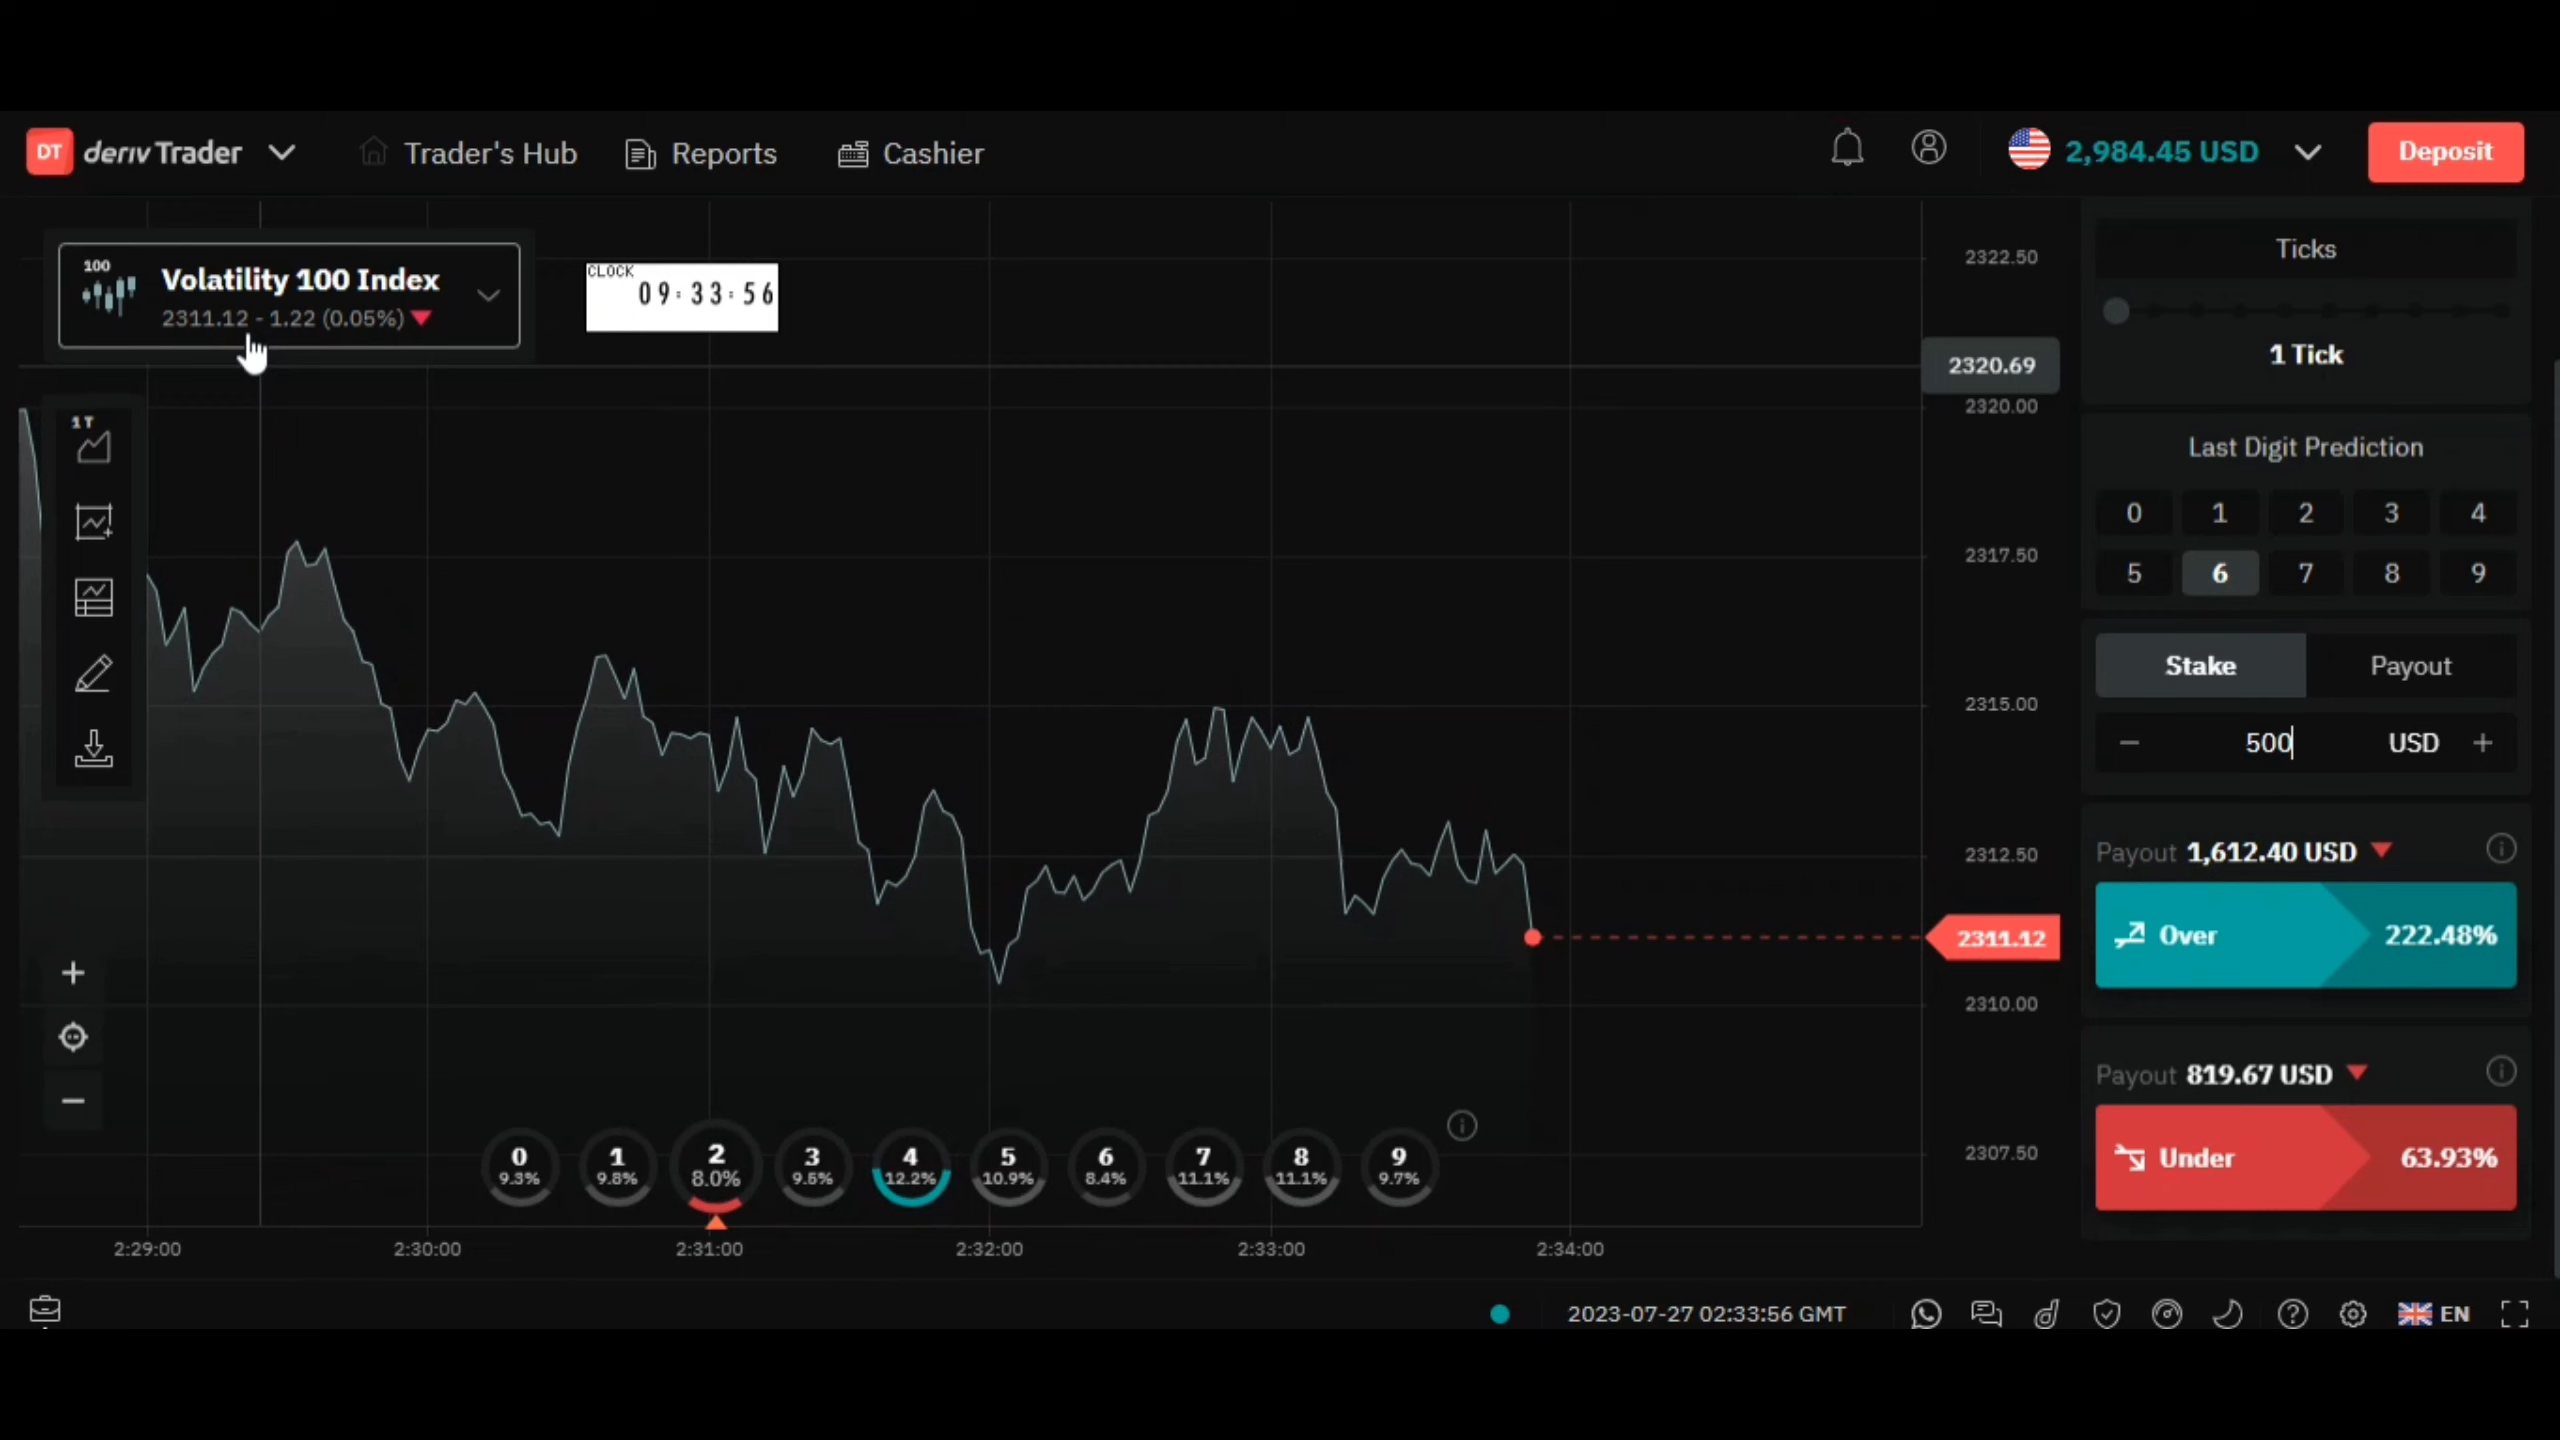 DT deriv Trader
Trader's Hub
Reports
Cashier
2,984.45 USD
Deposit
100
Volatility 100 Index
2311.12 - 1.22 (0.05%)
CLOCK
09:33:56
1T
2322.50
2320.69
2320.00
2317.50
2315.00
2312.50
2311.12
2310.00
2307.50
Ticks
1 Tick
Last Digit Prediction
0 1 2 3 4
5 6 7 8 9
Stake Payout
500 USD
Payout 1,612.40 USD
Over 222.48%
Payout 819.67 USD
Under 63.93%
0 1 2 3 4 5 6 7 8 9
9.3% 9.8% 8.0% 9.5% 12.2% 10.9% 8.4% 11.1% 11.1% 9.7%
2:29:00 2:30:00 2:31:00 2:32:00 2:33:00 2:34:00
2023-07-27 02:33:56 GMT
EN